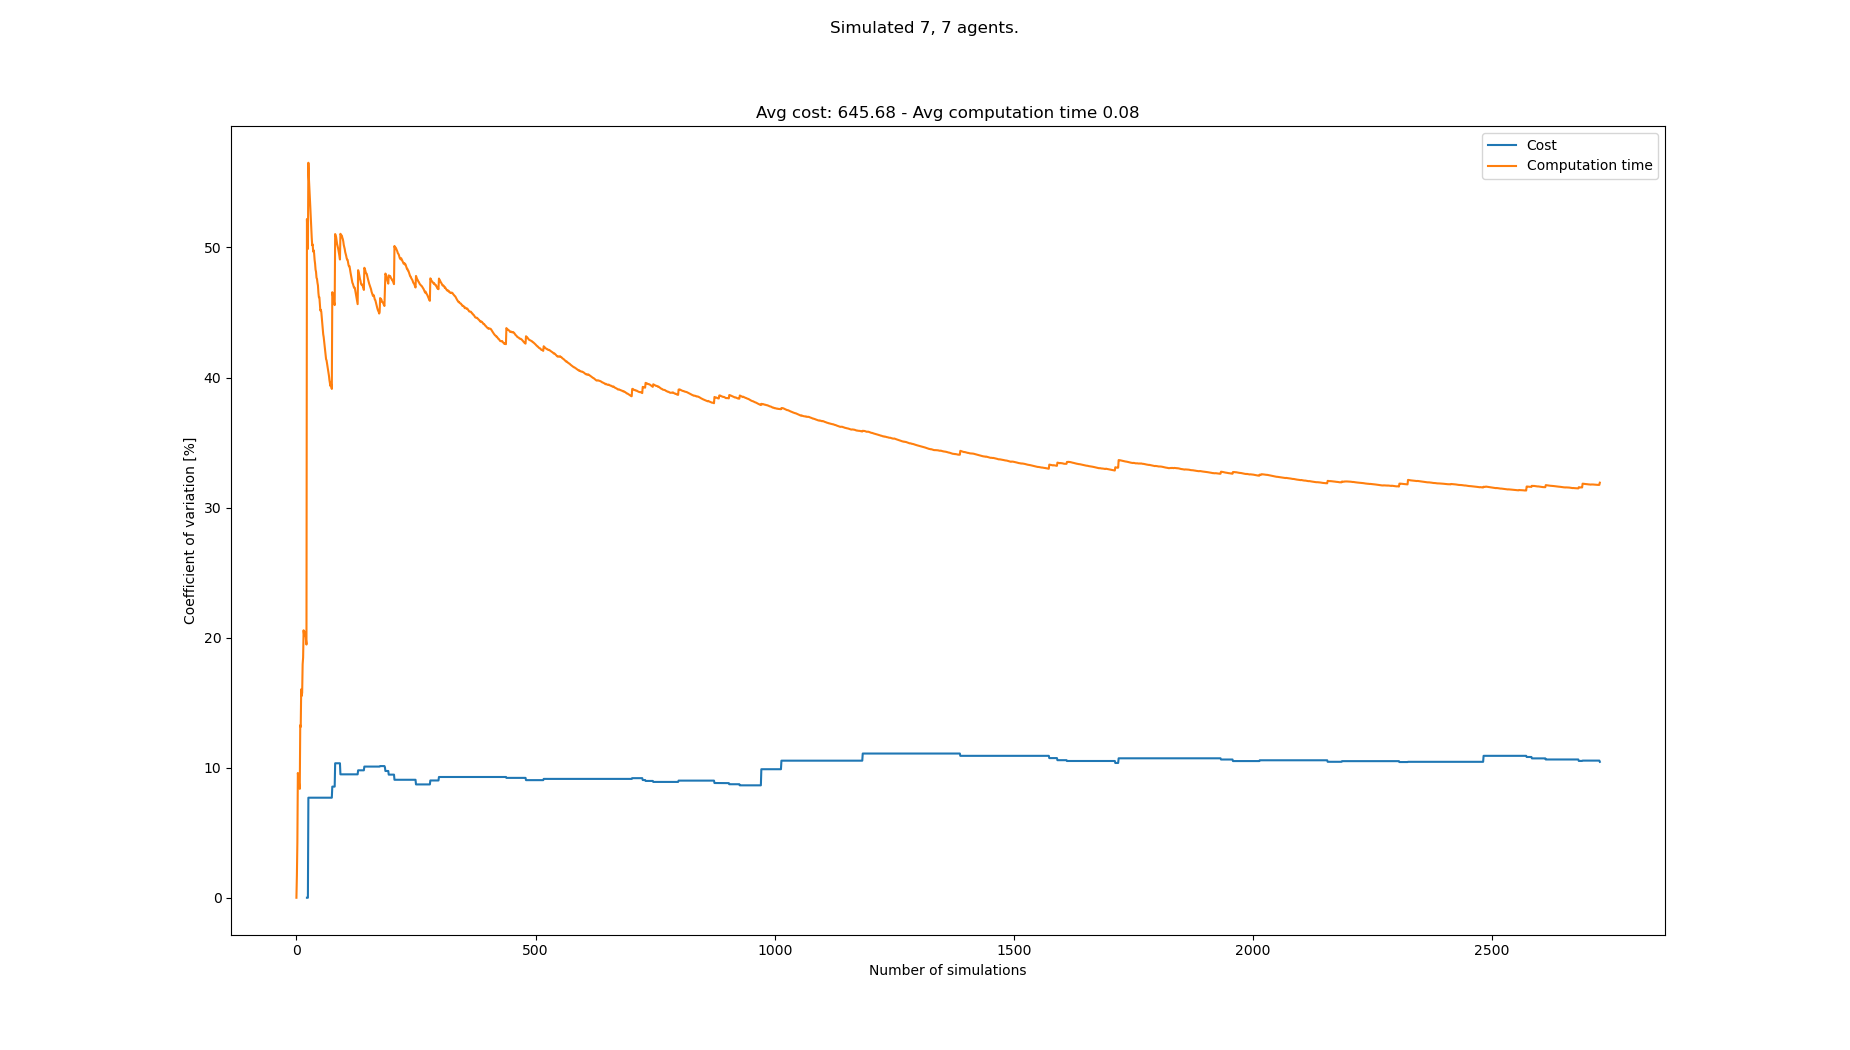 Simulated 7, 7 agents.
Avg cost: 645.68 - Avg computation time 0.08
Cost
Computation time
Coefficient of variation [%]
50
40
30
20
10
0
0 500 1000 1500 2000 2500
Number of simulations